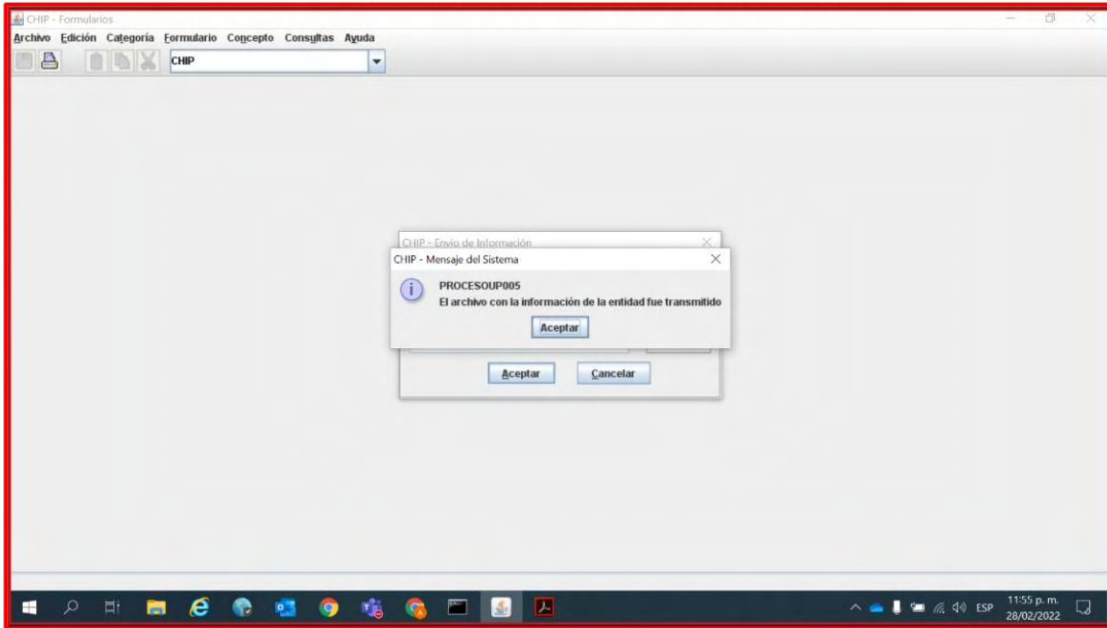 CHIP - Formularios
Archivo Edición Categoría Formulario Concepto Consultas Ayuda
CHIP
CHIP - Envio de Información
CHIP - Mensaje del Sistema
PROCESOUP005
El archivo con la información de la entidad fue transmitido
Aceptar
Aceptar Cancelar
ESP
11:55 p. m.
28/02/2022